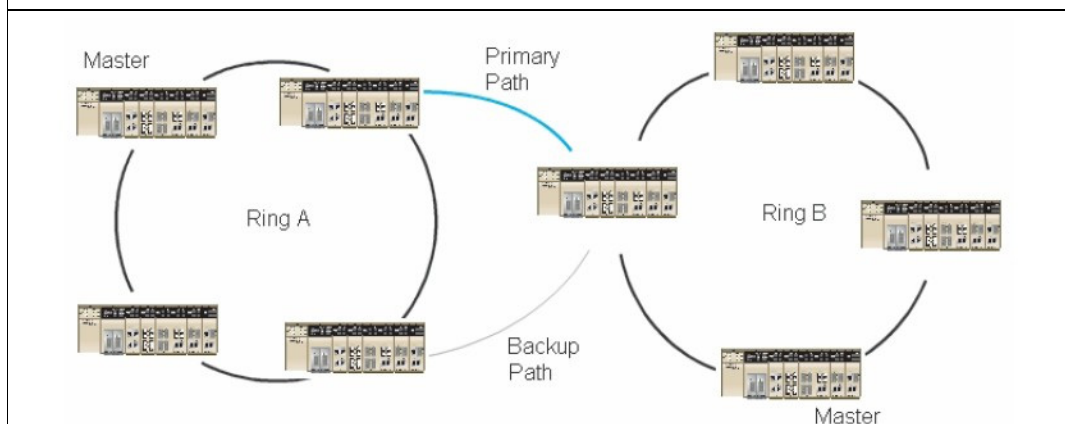 Master
Primary
Path
Ring A
Ring B
Backup
Path
Master